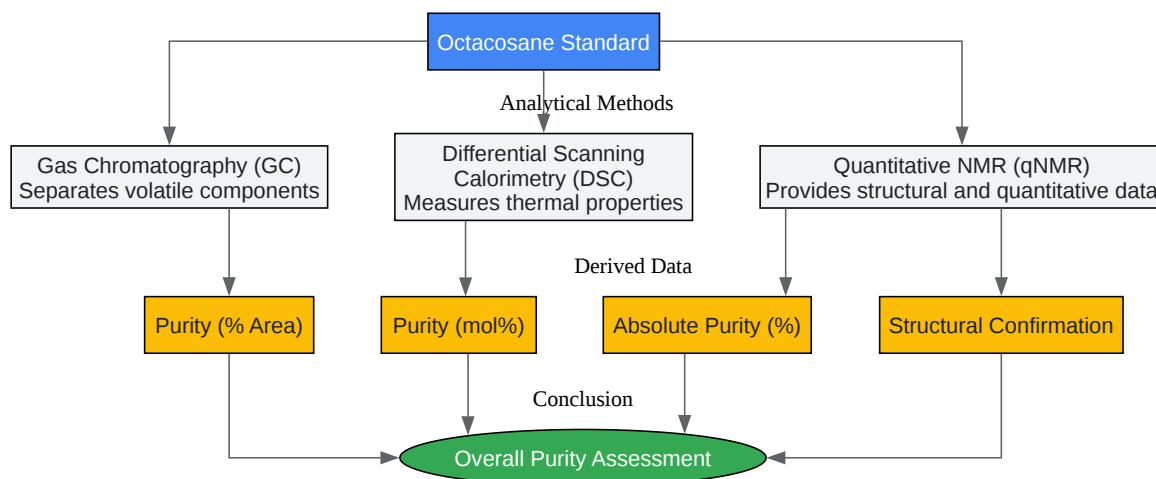 Octacosane Standard
Analytical Methods
Gas Chromatography (GC)
Separates volatile components
Differential Scanning
Calorimetry (DSC)
Measures thermal properties
Quantitative NMR (qNMR)
Provides structural and quantitative data
Derived Data
Purity (% Area)
Purity (mol%)
Absolute Purity (%)
Structural Confirmation
Conclusion
Overall Purity Assessment